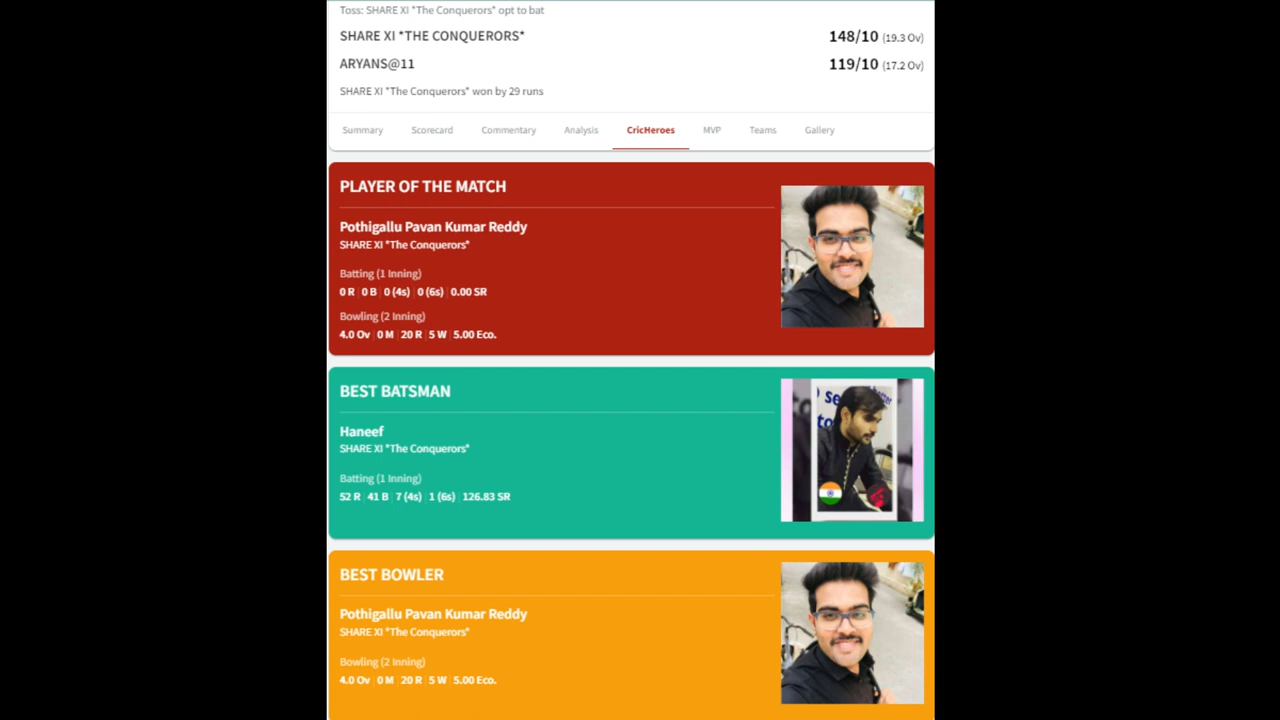 Toss: SHARE XI "The Conquerors" opt to bat
SHARE XI *THE CONQUERORS* 148/10 (19.3 Ov)
ARYANS@11 119/10 (17.2 Ov)
SHARE XI *The Conquerors* won by 29 runs
Summary Scorecard Commentary Analysis CricHeroes MVP Teams Gallery
PLAYER OF THE MATCH
Pothigallu Pavan Kumar Reddy
SHARE XI *The Conquerors*
Batting (1 Inning)
0 R 0 B 0 (4s) 0 (6s) 0.00 SR
Bowling (2 Inning)
4.0 Ov 0 M 20 R 5 W 5.00 Eco.
BEST BATSMAN
Haneef
SHARE XI *The Conquerors*
Batting (1 Inning)
52 R 41 B 7 (4s) 1 (6s) 126.83 SR
BEST BOWLER
Pothigallu Pavan Kumar Reddy
SHARE XI *The Conquerors*
Bowling (2 Inning)
4.0 Ov 0 M 20 R 5 W 5.00 Eco.